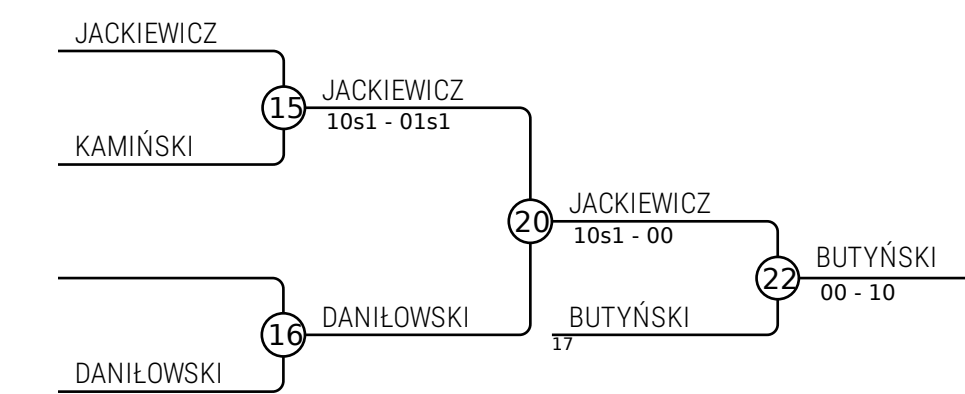 JACKIEWICZ
15
JACKIEWICZ
10s1 - 01s1
KAMIŃSKI
20
JACKIEWICZ
10s1 - 00
22
BUTYŃSKI
00 - 10
16
DANIŁOWSKI
BUTYŃSKI
17
DANIŁOWSKI